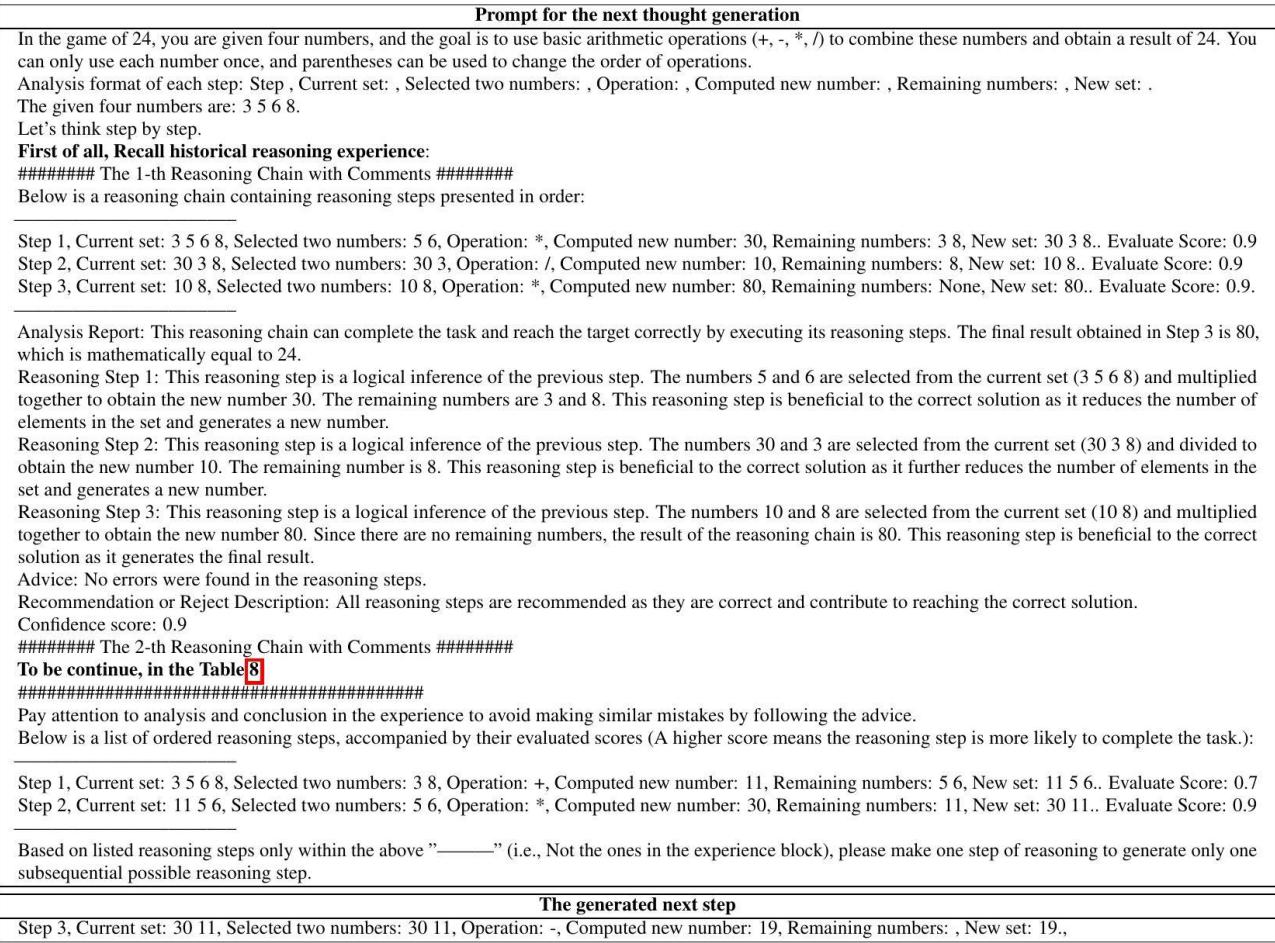 Prompt for the next thought generation
In the game of 24, you are given four numbers, and the goal is to use basic arithmetic operations (+, -, *, /) to combine these numbers and obtain a result of 24. You
can only use each number once, and parentheses can be used to change the order of operations.
Analysis format of each step: Step , Current set: , Selected two numbers: , Operation: , Computed new number: , Remaining numbers: , New set: .
The given four numbers are: 3 5 6 8.
Let's think step by step.
First of all, Recall historical reasoning experience:
######## The 1-th Reasoning Chain with Comments ########
Below is a reasoning chain containing reasoning steps presented in order:
Step 1, Current set: 3 5 6 8, Selected two numbers: 5 6, Operation: *, Computed new number: 30, Remaining numbers: 3 8, New set: 30 3 8.. Evaluate Score: 0.9
Step 2, Current set: 30 3 8, Selected two numbers: 30 3, Operation: /, Computed new number: 10, Remaining numbers: 8, New set: 10 8.. Evaluate Score: 0.9
Step 3, Current set: 10 8, Selected two numbers: 10 8, Operation: *, Computed new number: 80, Remaining numbers: None, New set: 80.. Evaluate Score: 0.9.
Analysis Report: This reasoning chain can complete the task and reach the target correctly by executing its reasoning steps. The final result obtained in Step 3 is 80,
which is mathematically equal to 24.
Reasoning Step 1: This reasoning step is a logical inference of the previous step. The numbers 5 and 6 are selected from the current set (3 5 6 8) and multiplied
together to obtain the new number 30. The remaining numbers are 3 and 8. This reasoning step is beneficial to the correct solution as it reduces the number of
elements in the set and generates a new number.
Reasoning Step 2: This reasoning step is a logical inference of the previous step. The numbers 30 and 3 are selected from the current set (30 3 8) and divided to
obtain the new number 10. The remaining number is 8. This reasoning step is beneficial to the correct solution as it further reduces the number of elements in the
set and generates a new number.
Reasoning Step 3: This reasoning step is a logical inference of the previous step. The numbers 10 and 8 are selected from the current set (10 8) and multiplied
together to obtain the new number 80. Since there are no remaining numbers, the result of the reasoning chain is 80. This reasoning step is beneficial to the correct
solution as it generates the final result.
Advice: No errors were found in the reasoning steps.
Recommendation or Reject Description: All reasoning steps are recommended as they are correct and contribute to reaching the correct solution.
Confidence score: 0.9
######## The 2-th Reasoning Chain with Comments ########
To be continue, in the Table 8
##########################################
Pay attention to analysis and conclusion in the experience to avoid making similar mistakes by following the advice.
Below is a list of ordered reasoning steps, accompanied by their evaluated scores (A higher score means the reasoning step is more likely to complete the task.):
Step 1, Current set: 3 5 6 8, Selected two numbers: 3 8, Operation: +, Computed new number: 11, Remaining numbers: 5 6, New set: 11 5 6.. Evaluate Score: 0.7
Step 2, Current set: 11 5 6, Selected two numbers: 5 6, Operation: *, Computed new number: 30, Remaining numbers: 11, New set: 30 11.. Evaluate Score: 0.9
Based on listed reasoning steps only within the above ”———” (i.e., Not the ones in the experience block), please make one step of reasoning to generate only one
subsequential possible reasoning step.
The generated next step
Step 3, Current set: 30 11, Selected two numbers: 30 11, Operation: -, Computed new number: 19, Remaining numbers: , New set: 19.,